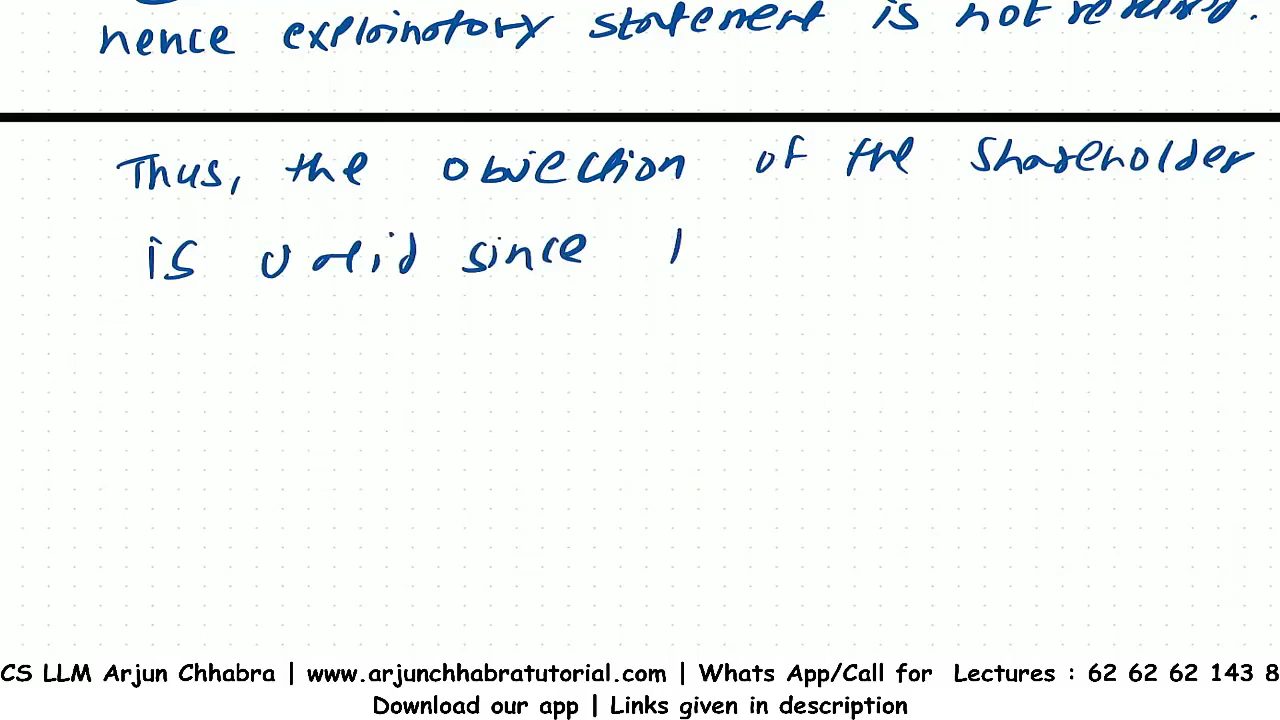 hence explainatory statement is not required.
Thus, the objection of the shareholder
is valid since
CS LLM Arjun Chhabra | www.arjunchhabratutorial.com | Whats App/Call for Lectures : 62 62 62 143 8
Download our app | Links given in description